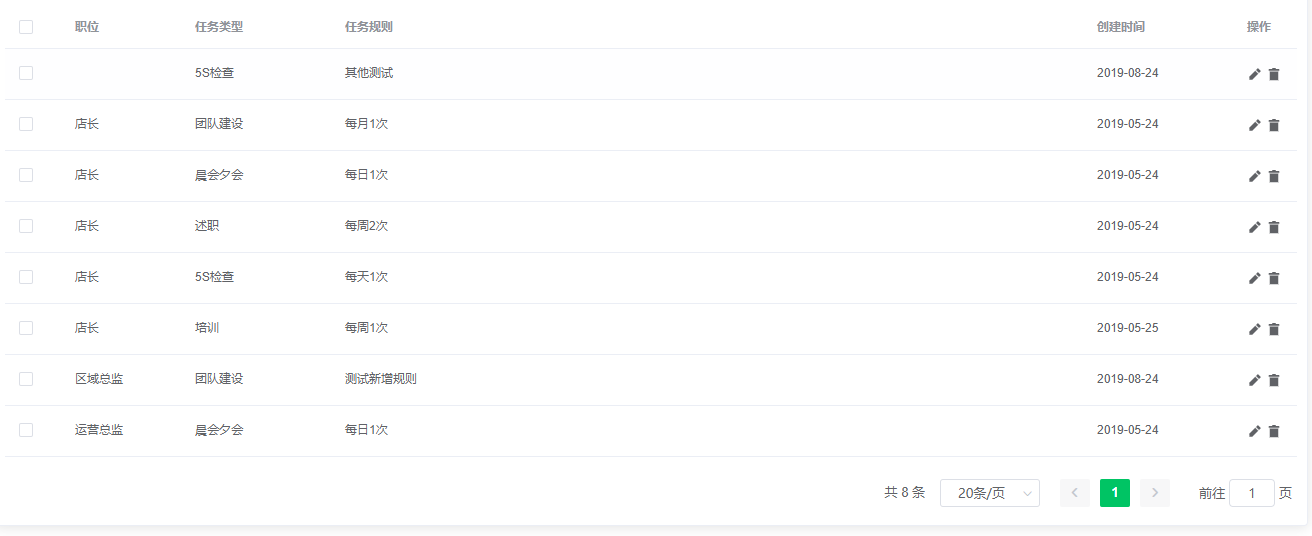 职位 任务类型 任务规则 创建时间 操作
5S检查 其他测试 2019-08-24
店长 团队建设 每月1次 2019-05-24
店长 晨会夕会 每日1次 2019-05-24
店长 述职 每周2次 2019-05-24
店长 5S检查 每天1次 2019-05-24
店长 培训 每周1次 2019-05-25
区域总监 团队建设 测试新增规则 2019-08-24
运营总监 晨会夕会 每日1次 2019-05-24
共 8 条 20条/页 1 前往 1 页